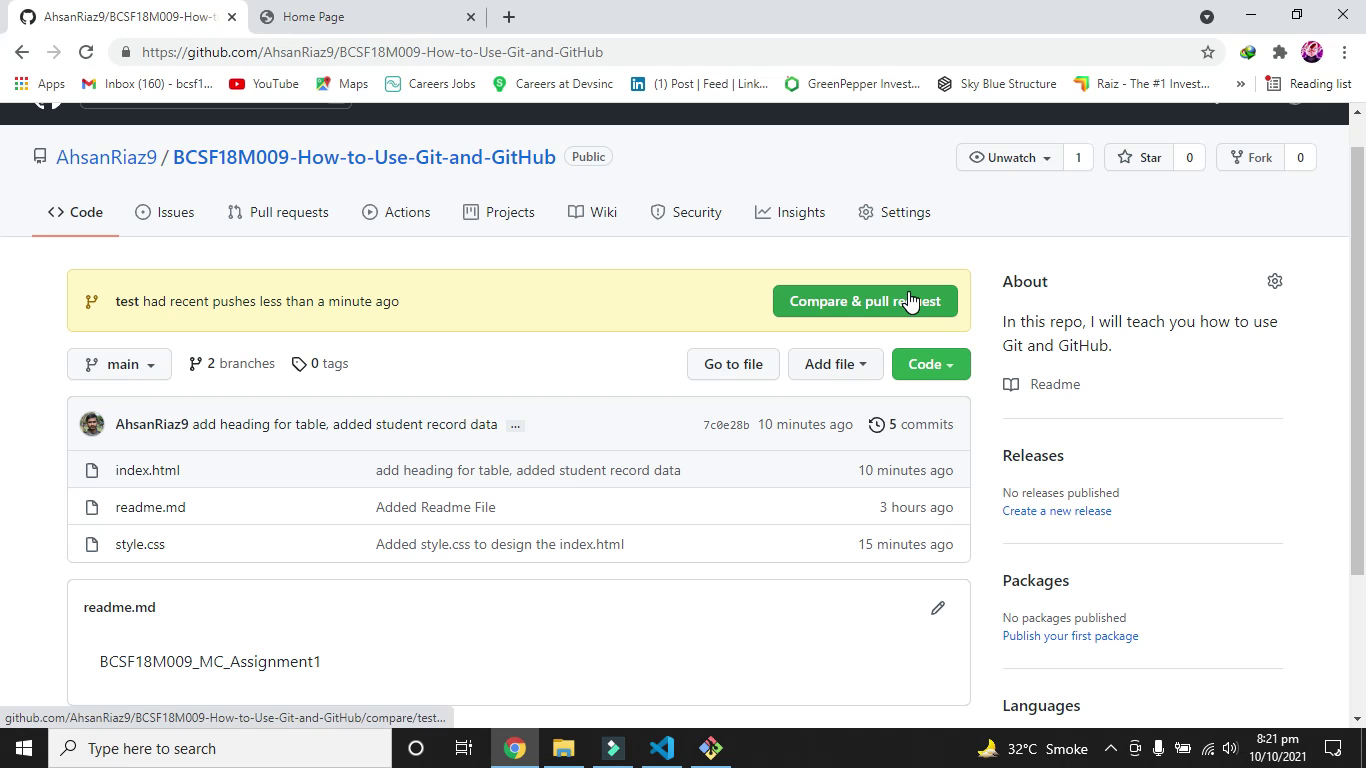 AhsanRiaz9/BCSF18M009-How-t
Home Page
https://github.com/AhsanRiaz9/BCSF18M009-How-to-Use-Git-and-GitHub
Apps
Inbox (160) - bcsf1...
YouTube
Maps
Careers Jobs
Careers at Devsinc
(1) Post | Feed | Link...
GreenPepper Invest...
Sky Blue Structure
Raiz - The #1 Invest...
»
Reading list
AhsanRiaz9 / BCSF18M009-How-to-Use-Git-and-GitHub Public
Unwatch 1
Star 0
Fork 0
Code
Issues
Pull requests
Actions
Projects
Wiki
Security
Insights
Settings
test had recent pushes less than a minute ago
Compare & pull request
main
2 branches
0 tags
Go to file
Add file
Code
AhsanRiaz9 add heading for table, added student record data ...
7c0e28b 10 minutes ago
5 commits
index.html add heading for table, added student record data 10 minutes ago
readme.md Added Readme File 3 hours ago
style.css Added style.css to design the index.html 15 minutes ago
readme.md
BCSF18M009_MC_Assignment1
About
In this repo, I will teach you how to use
Git and GitHub.
Readme
Releases
No releases published
Create a new release
Packages
No packages published
Publish your first package
Languages
github.com/AhsanRiaz9/BCSF18M009-How-to-Use-Git-and-GitHub/compare/test...
Type here to search
32°C Smoke
8:21 pm
10/10/2021